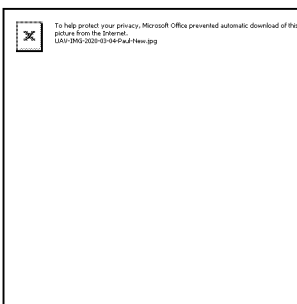 To help protect your privacy, Microsoft Office prevented automatic download of this
picture from the Internet.
UAV-IMG-2020-03-04-Paul-New.jpg